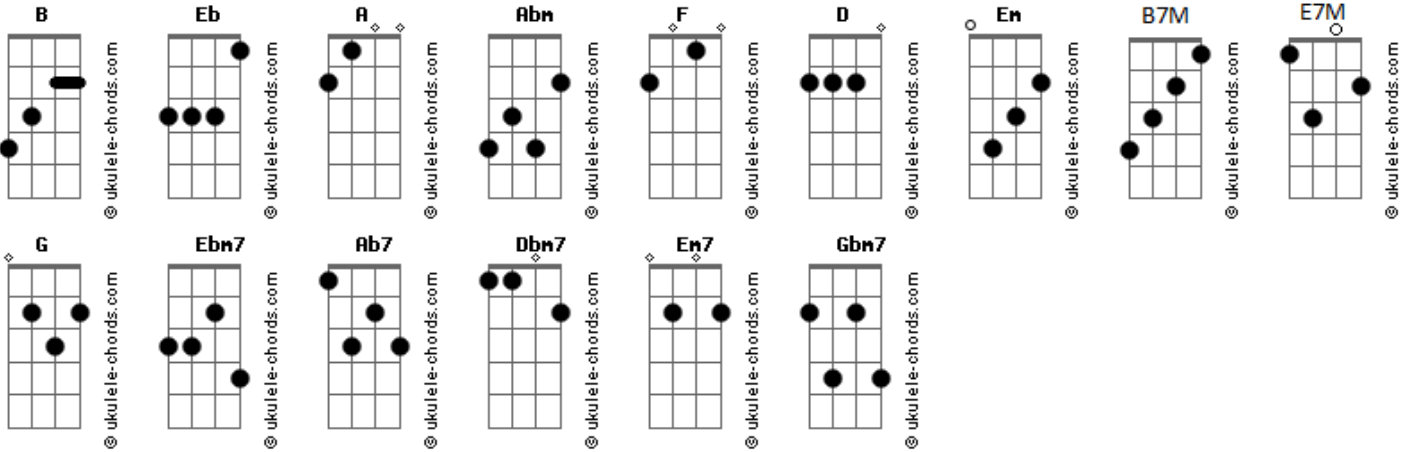 B Eb A Abm F D Em B7M E7M
© ukulele-chords.com © ukulele-chords.com © ukulele-chords.com © ukulele-chords.com © ukulele-chords.com © ukulele-chords.com © ukulele-chords.com © ukulele-chords.com © ukulele-chords.com
G Ebm7 Ab7 Dbm7 Em7 Gbm7
© ukulele-chords.com © ukulele-chords.com © ukulele-chords.com © ukulele-chords.com © ukulele-chords.com © ukulele-chords.com